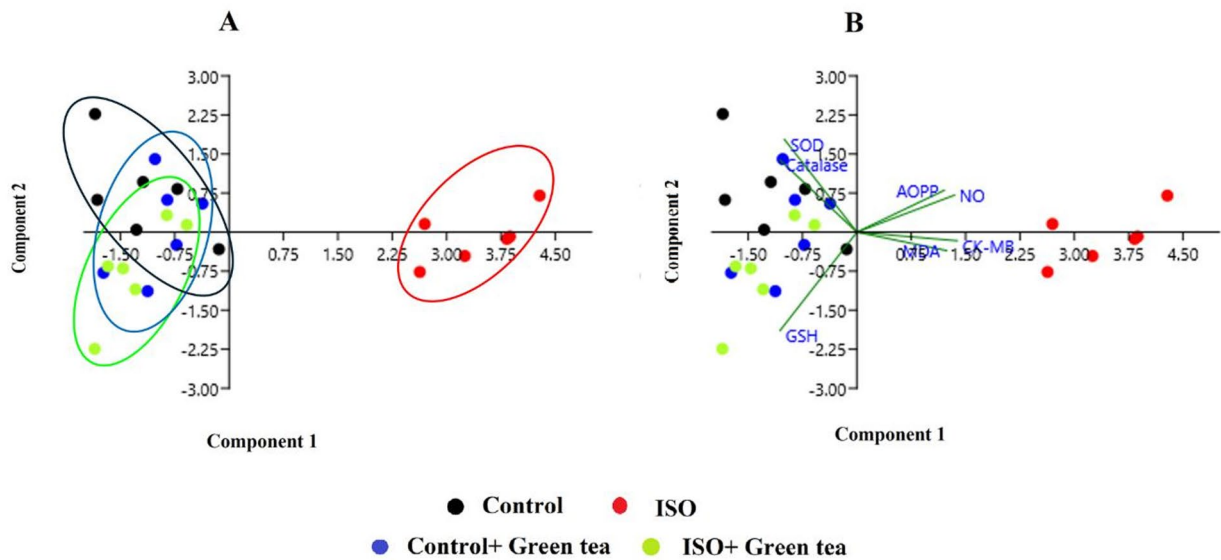 A
B
3.00
2.25
1.50
0.75
-0.75
-1.50
-2.25
-3.00
-1.50 -0.75 0.75 1.50 2.25 3.00 3.75 4.50
Component 2
Component 1
3.00
2.25
1.50
0.75
-0.75
-1.50
-2.25
-3.00
-1.50 -0.75 0.75 1.50 2.25 3.00 3.75 4.50
SOD
Catalase
AOPP NO
CK-MB
MDA
GSH
Component 2
Component 1
Control ISO
Control+ Green tea ISO+ Green tea